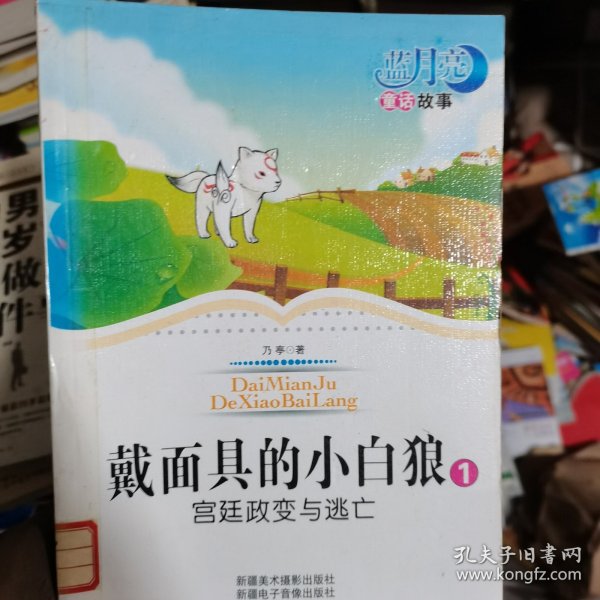 蓝月亮
童话故事
男
岁做
件
乃亭⊙著
DaiMianJu
DeXiaoBaiLang
戴面具的小白狼1
宫廷政变与逃亡
新疆美术摄影出版社
新疆电子音像出版社
孔夫子旧书网
www.kongfz.com